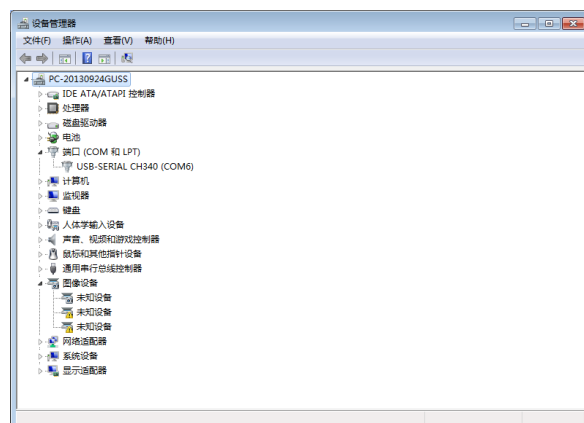 设备管理器
文件(F) 操作(A) 查看(V) 帮助(H)
PC-20130924GUSS
IDE ATA/ATAPI 控制器
处理器
磁盘驱动器
电池
端口 (COM 和 LPT)
USB-SERIAL CH340 (COM6)
计算机
监视器
键盘
人体学输入设备
声音、视频和游戏控制器
鼠标和其他指针设备
通用串行总线控制器
图像设备
未知设备
未知设备
未知设备
网络适配器
系统设备
显示适配器